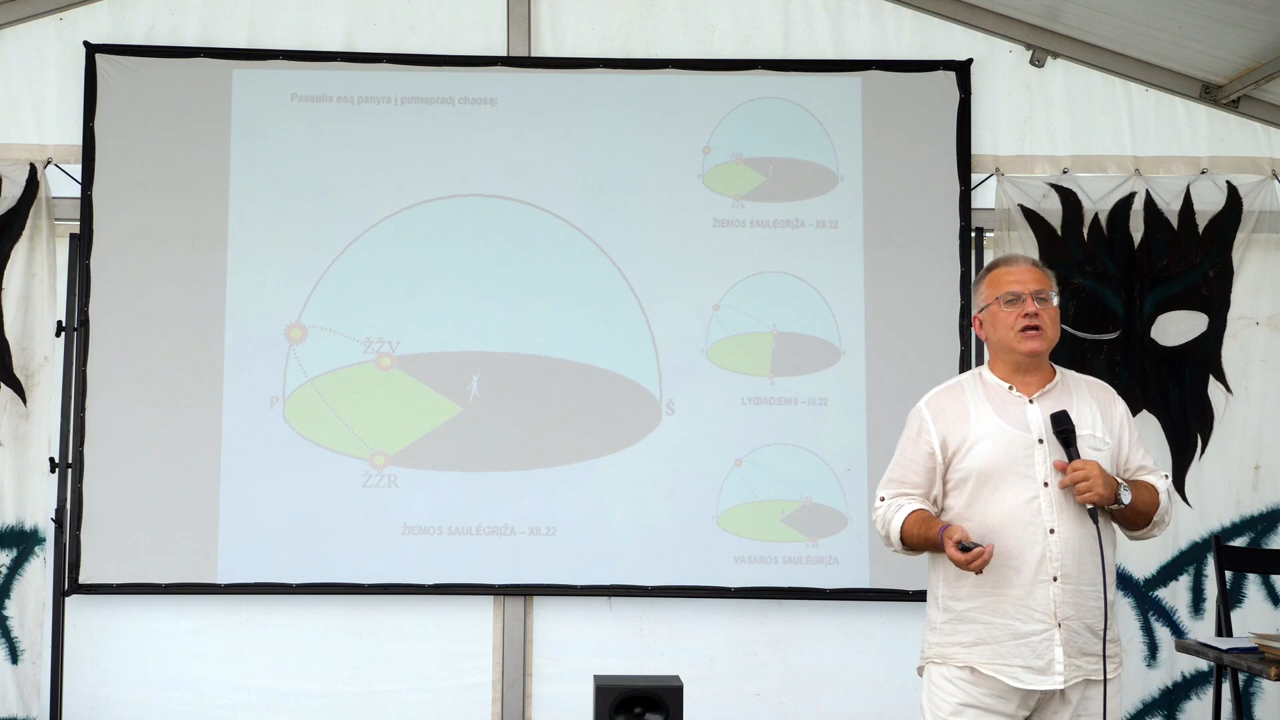 Pasaulis esą panyra į pirmapradį chaosą:
ŽIEMOS SAULĖGRĮŽA – XII.22
ŽŽV
P
Š
LYGIADIENIS – III.22
ŽŽR
ŽIEMOS SAULĖGRĮŽA – XII.22
VASAROS SAULĖGRĮŽA